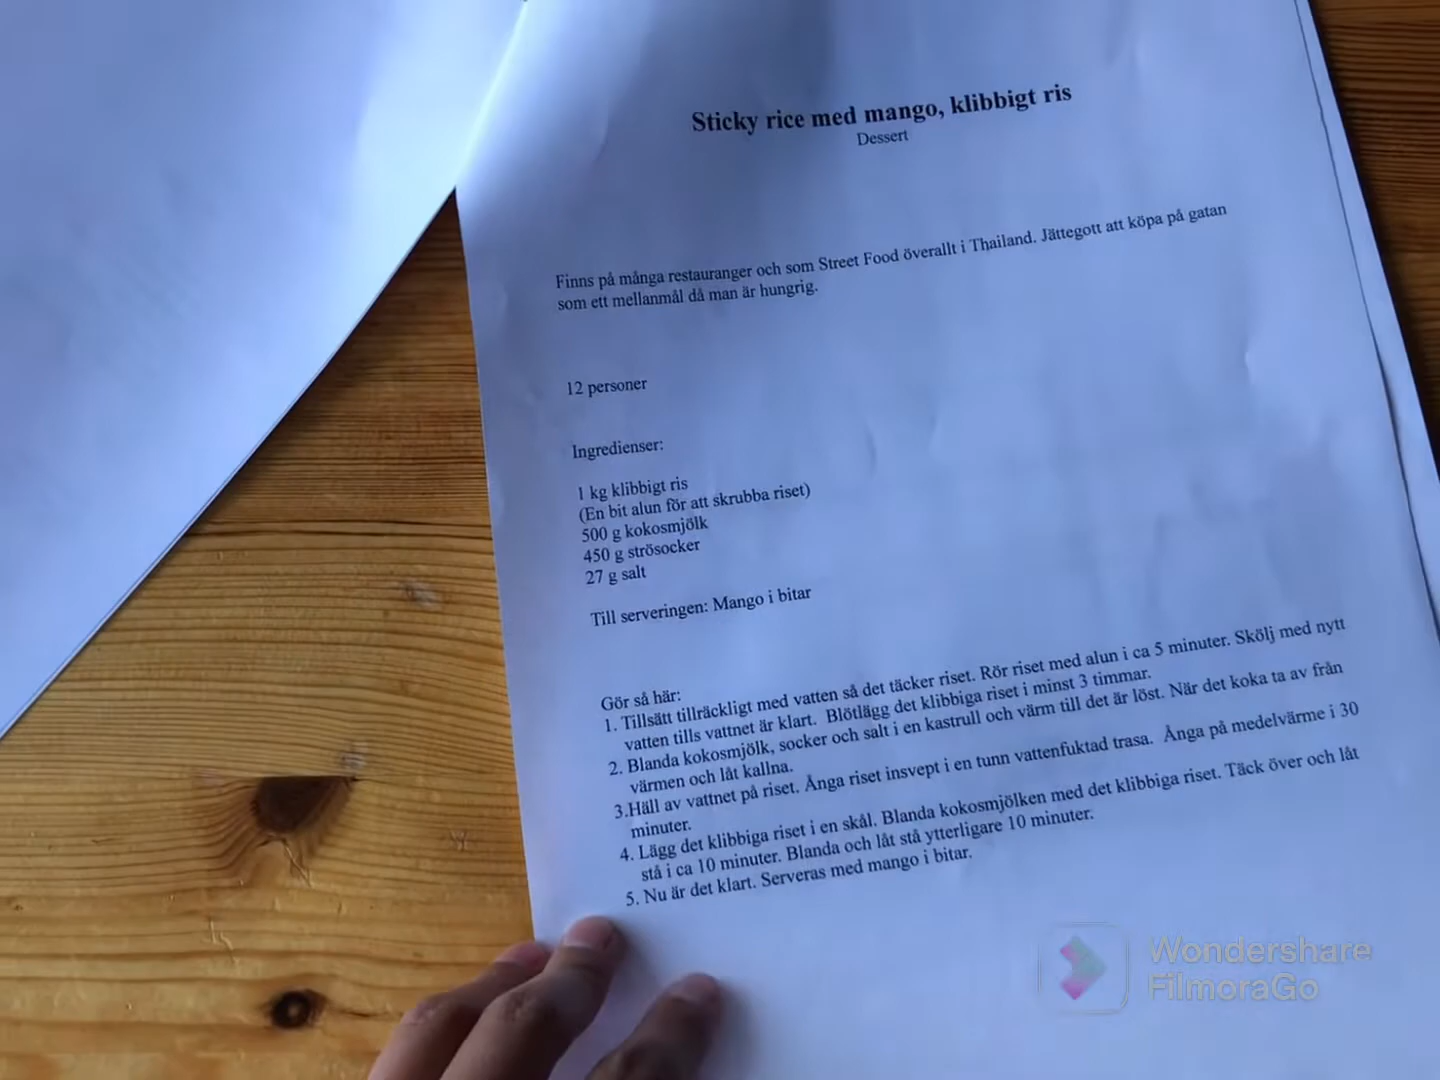 Sticky rice med mango, klibbigt ris
Dessert
Finns på många restauranger och som Street Food överallt i Thailand. Jättegott att köpa på gatan
som ett mellanmål då man är hungrig.
12 personer
Ingredienser:
1 kg klibbigt ris
(En bit alun för att skrubba riset)
500 g kokosmjölk
450 g strösocker
27 g salt
Till serveringen: Mango i bitar
Gör så här:
1. Tillsätt tillräckligt med vatten så det täcker riset. Rör riset med alun i ca 5 minuter. Skölj med nytt
vatten tills vattnet är klart. Blötlägg det klibbiga riset i minst 3 timmar.
2. Blanda kokosmjölk, socker och salt i en kastrull och värm till det är löst. När det koka ta av från
värmen och låt kallna.
3.Häll av vattnet på riset. Ånga riset insvept i en tunn vattenfuktad trasa. Ånga på medelvärme i 30
minuter.
4. Lägg det klibbiga riset i en skål. Blanda kokosmjölken med det klibbiga riset. Täck över och låt
stå i ca 10 minuter. Blanda och låt stå ytterligare 10 minuter.
5. Nu är det klart. Serveras med mango i bitar.
Wondershare
FilmoraGo